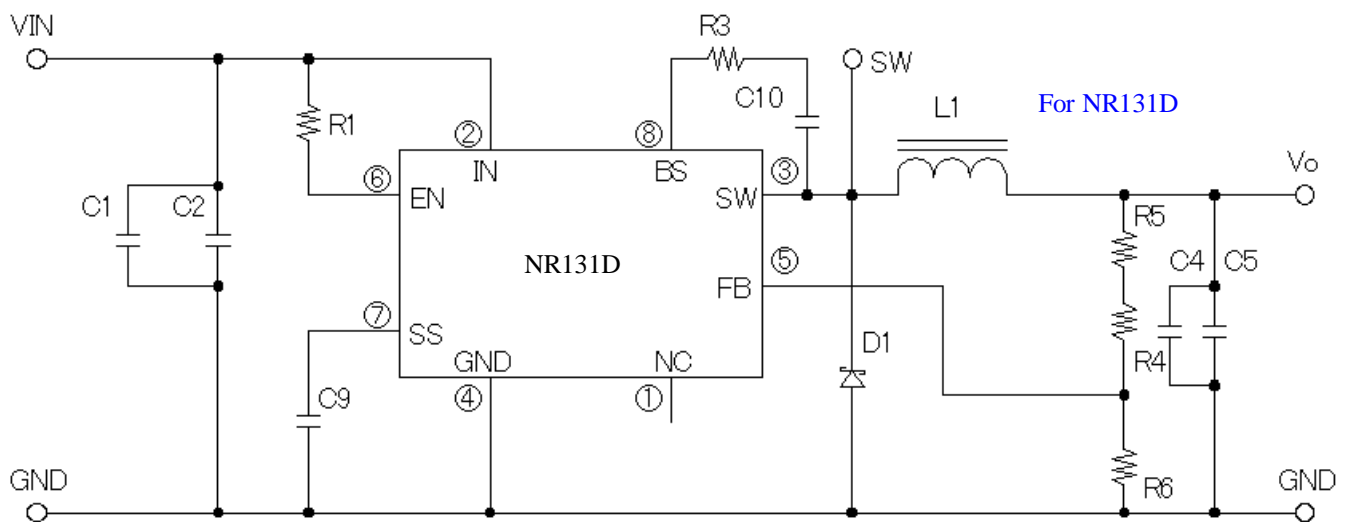 VIN
R3
SW
For NR131D
C10
L1
R1
② ⑧
IN BS
③
Vo
⑥
EN
SW
C1 C2
R5
NR131D
⑤
FB
C4 C5
⑦
SS
D1
R4
GND NC
④ ①
C9
GND
R6
GND